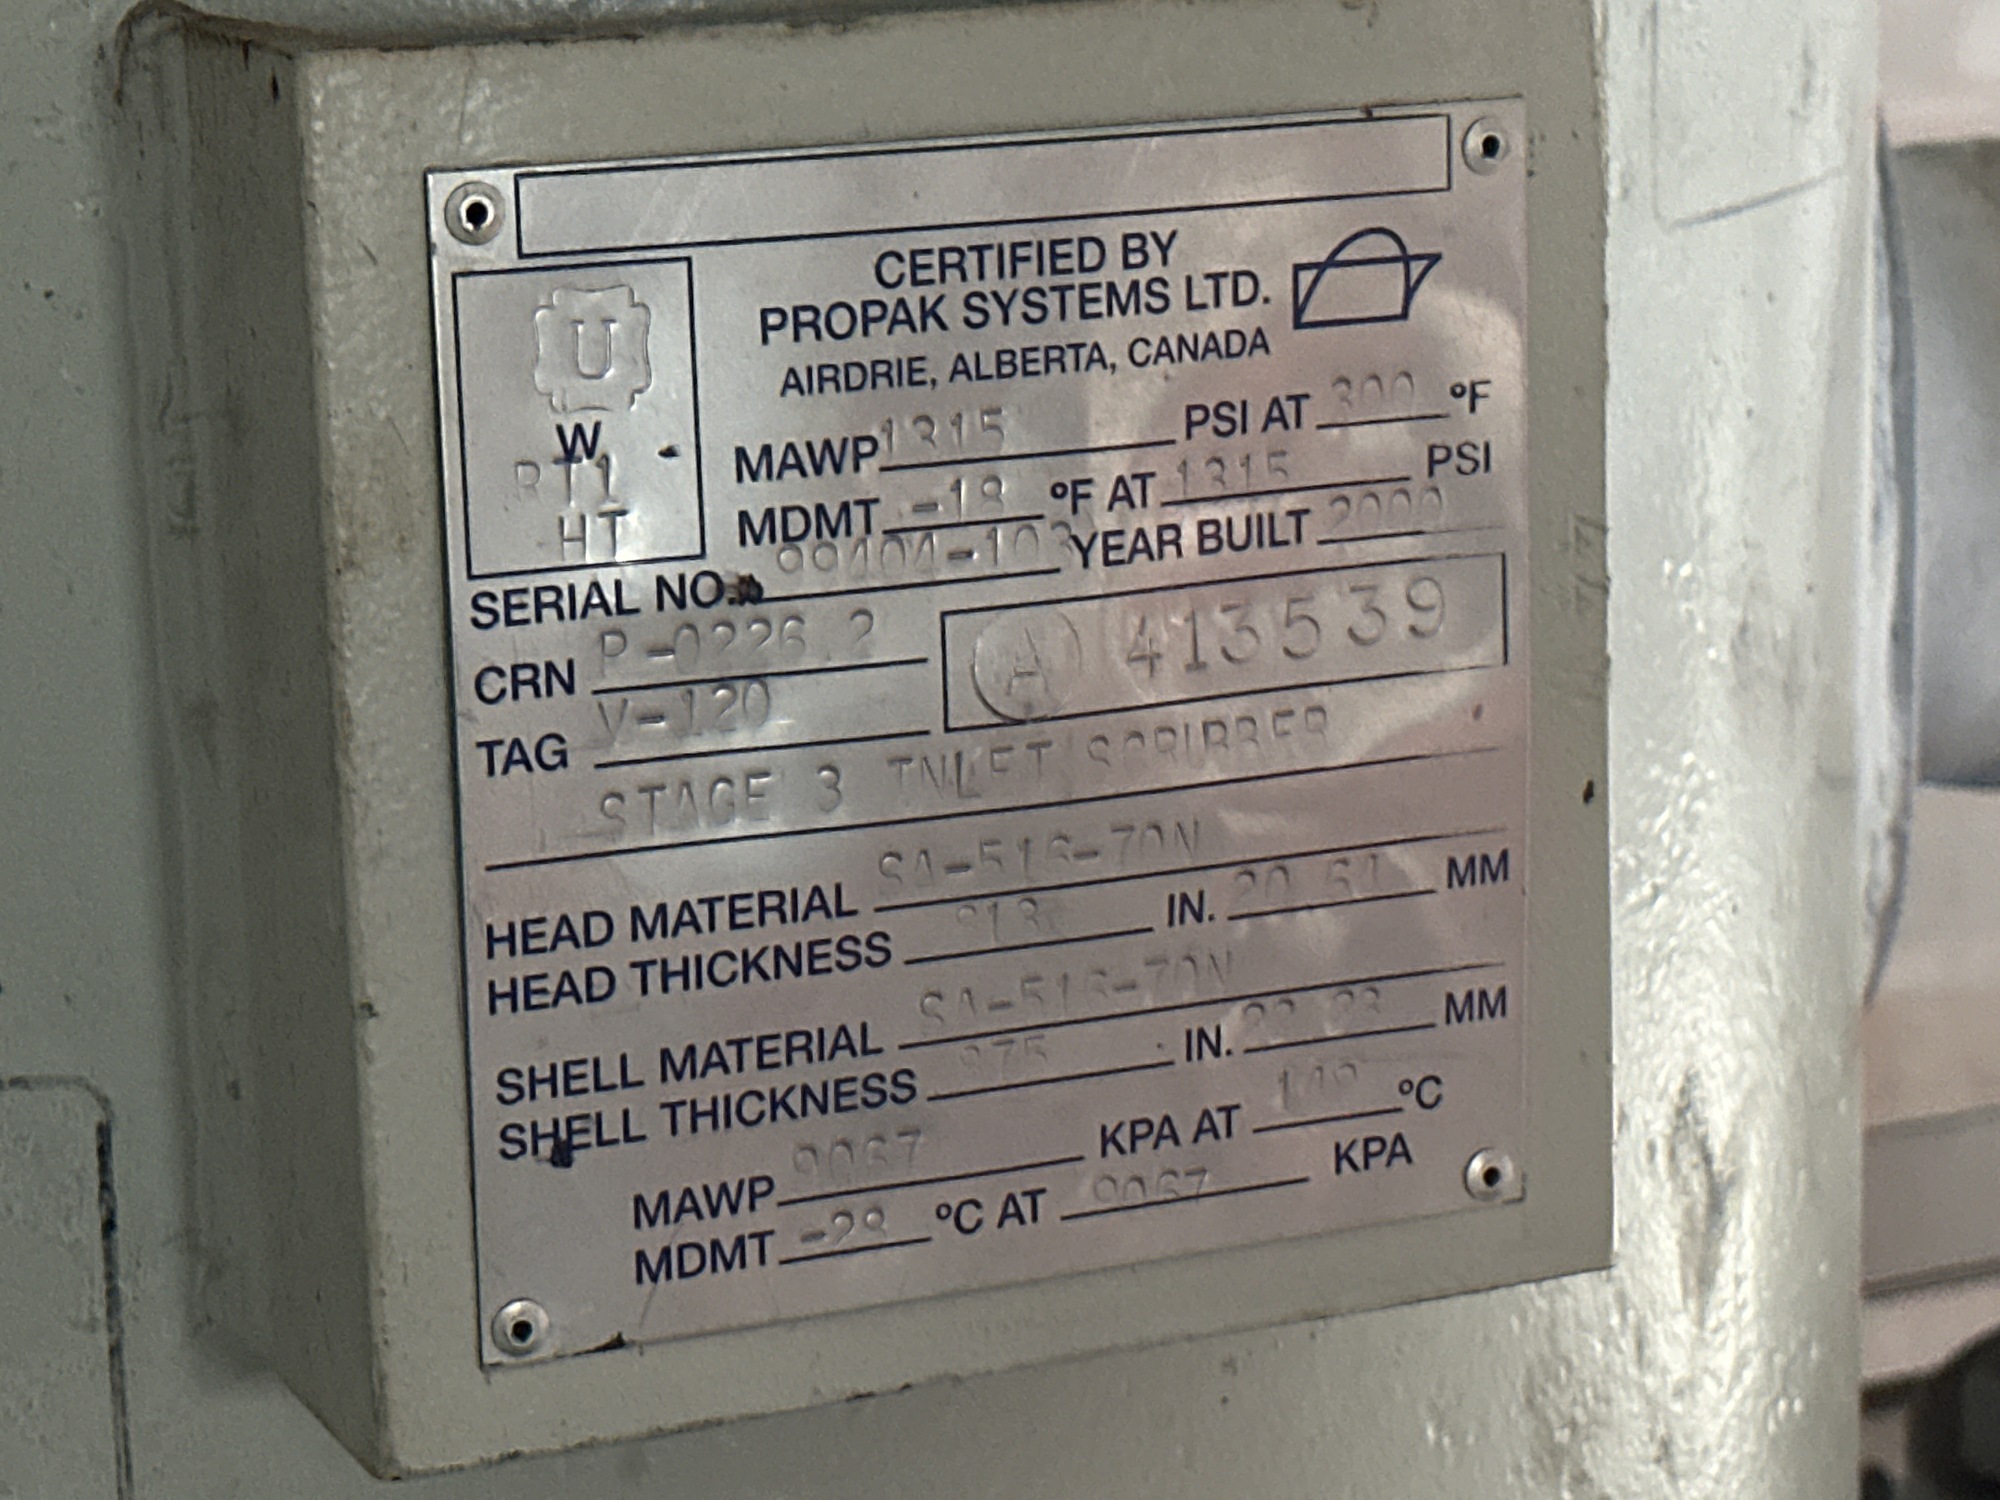 CERTIFIED BY
PROPAK SYSTEMS LTD.
AIRDRIE, ALBERTA, CANADA
U
W
RT1
HT
MAWP 1315 PSI AT 300 °F
MDMT -18 °F AT 1315 PSI
SERIAL NO. 99404-103 YEAR BUILT 2000
CRN P-0226.2
A 413539
TAG V-120
STAGE 3 INLET SCRUBBER
HEAD MATERIAL SA-516-70N
HEAD THICKNESS .813 IN. 20.64 MM
SHELL MATERIAL SA-516-70N
SHELL THICKNESS .875 IN. MM
MAWP 9067 KPA AT 149 °C
MDMT -28 °C AT 9067 KPA